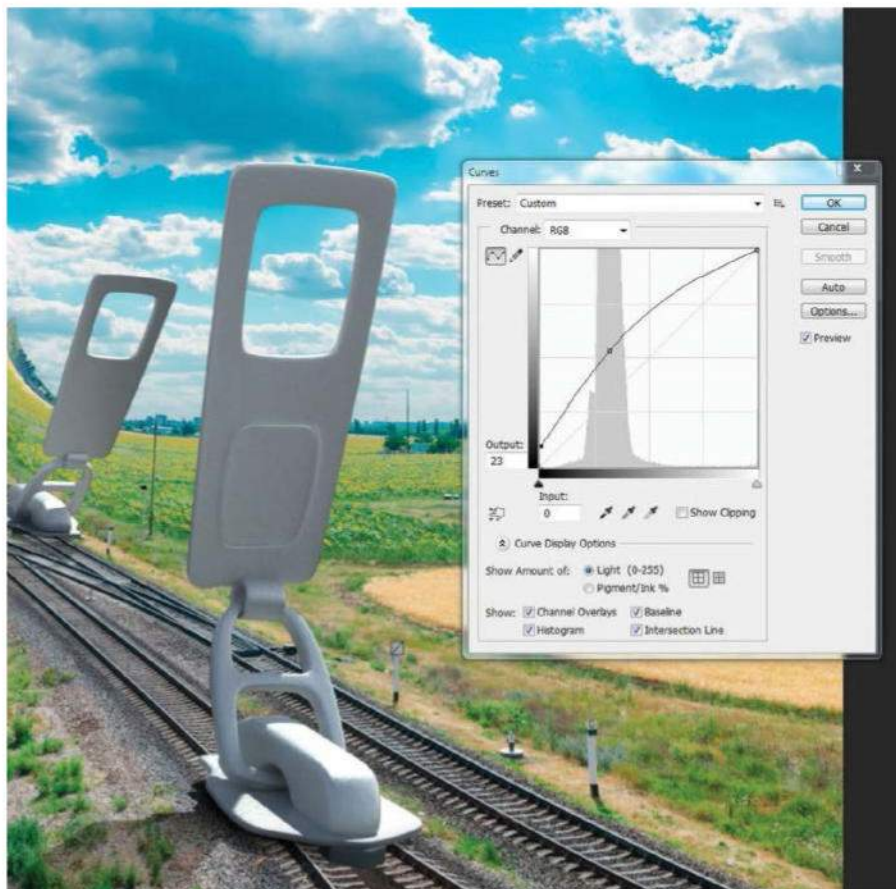 Curves
x
Preset: Custom
OK
Channel: RGB
Cancel
Smooth
Auto
Options...
Preview
Output:
23
Input:
0
Show Clipping
Curve Display Options
Show Amount of: Light (0-255)
Pigment/Ink %
Show: Channel Overlays Baseline
Histogram Intersection Line